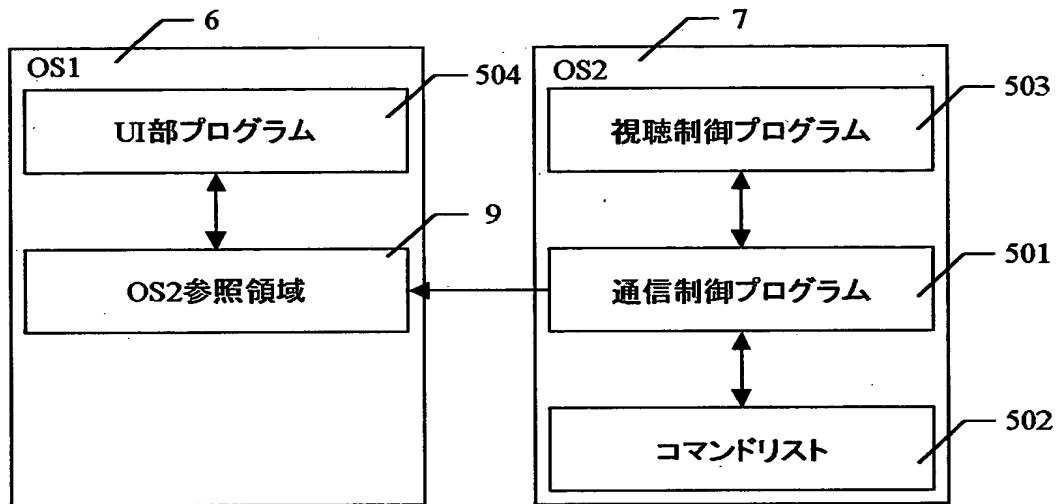 6
OS1
504
UI部プログラム
9
OS2参照領域
7
OS2
503
視聴制御プログラム
501
通信制御プログラム
502
コマンドリスト